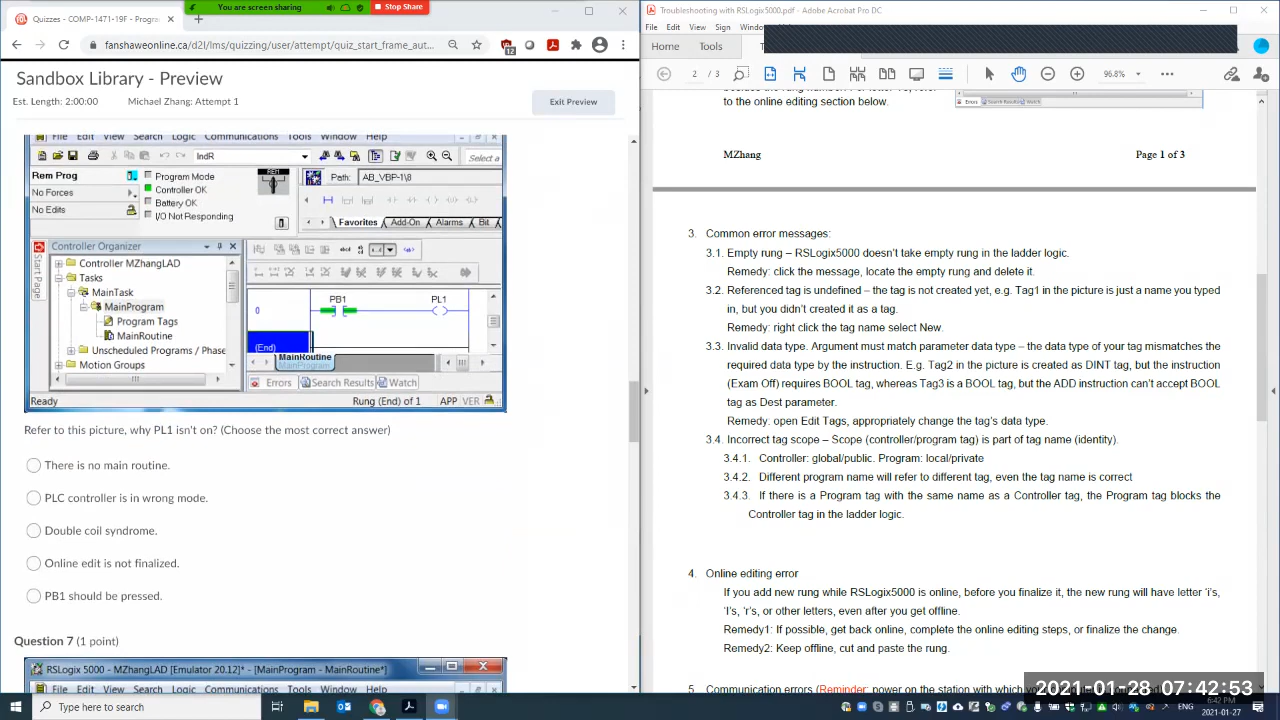 You are screen sharing
Stop Share
Quizzes - COMP-1471-19F - Progra
fanshaweonline.ca/d2l/lms/quizzing/user/attempt/quiz_start_frame_aut...
12
Sandbox Library - Preview
Est. Length: 2:00:00
Michael Zhang: Attempt 1
Exit Preview
File Edit View Search Logic Communications Tools Window Help
IndR
Select a
Rem Prog
Program Mode
Controller OK
Battery OK
I/O Not Responding
No Forces
No Edits
REM
Path: AB_VBP-1\8
Favorites Add-On Alarms Bit
Start Page
Controller Organizer
Controller MZhangLAD
Tasks
MainTask
MainProgram
Program Tags
MainRoutine
Unscheduled Programs / Phase
Motion Groups
0
PB1
PL1
(End)
MainRoutine
MainProgram
Errors Search Results Watch
Ready
Rung (End) of 1
APP VER
Refer to this picture, why PL1 isn't on? (Choose the most correct answer)
There is no main routine.
PLC controller is in wrong mode.
Double coil syndrome.
Online edit is not finalized.
PB1 should be pressed.
Question 7 (1 point)
RSLogix 5000 - MZhangLAD [Emulator 20.12]* - [MainProgram - MainRoutine*]
File Edit View Search Logic Communications Tools Window Help
Troubleshooting with RSLogix5000.pdf - Adobe Acrobat Pro DC
File Edit View Sign Window
Home Tools
2 / 3
96.8%
to the online editing section below.
Errors Search Results Watch
MZhang
Page 1 of 3
3. Common error messages:
3.1. Empty rung – RSLogix5000 doesn't take empty rung in the ladder logic.
Remedy: click the message, locate the empty rung and delete it.
3.2. Referenced tag is undefined – the tag is not created yet, e.g. Tag1 in the picture is just a name you typed
in, but you didn't created it as a tag.
Remedy: right click the tag name select New.
3.3. Invalid data type. Argument must match parameter data type – the data type of your tag mismatches the
required data type by the instruction. E.g. Tag2 in the picture is created as DINT tag, but the instruction
(Exam Off) requires BOOL tag, whereas Tag3 is a BOOL tag, but the ADD instruction can't accept BOOL
tag as Dest parameter.
Remedy: open Edit Tags, appropriately change the tag's data type.
3.4. Incorrect tag scope – Scope (controller/program tag) is part of tag name (identity).
3.4.1. Controller: global/public. Program: local/private
3.4.2. Different program name will refer to different tag, even the tag name is correct
3.4.3. If there is a Program tag with the same name as a Controller tag, the Program tag blocks the
Controller tag in the ladder logic.
4. Online editing error
If you add new rung while RSLogix5000 is online, before you finalize it, the new rung will have letter 'i's,
'I's, 'r's, or other letters, even after you get offline.
Remedy1: If possible, get back online, complete the online editing steps, or finalize the change.
Remedy2: Keep offline, cut and paste the rung.
5. Communication errors (Reminder: power on the station with which
2021-01-28 07:42:53
Type here to search
ENG
6:42 PM
2021-01-27